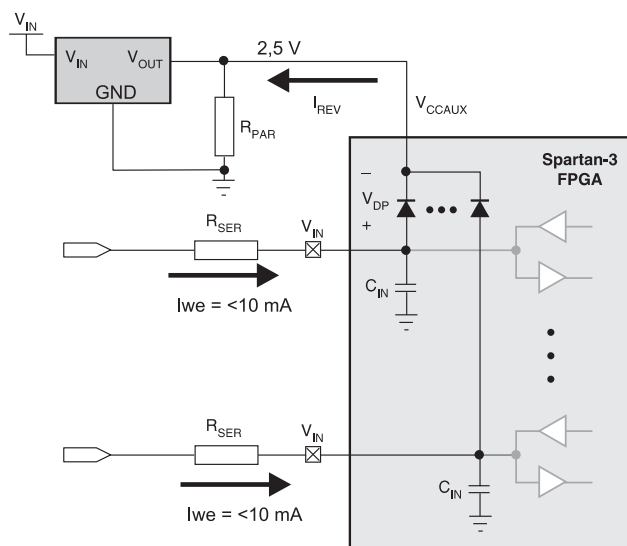 V_IN
V_IN V_OUT
GND
2,5 V
I_REV
V_CCAUX
R_PAR
Spartan-3
FPGA
–
V_DP
+
R_SER
V_IN
C_IN
Iwe = <10 mA
R_SER
V_IN
C_IN
Iwe = <10 mA